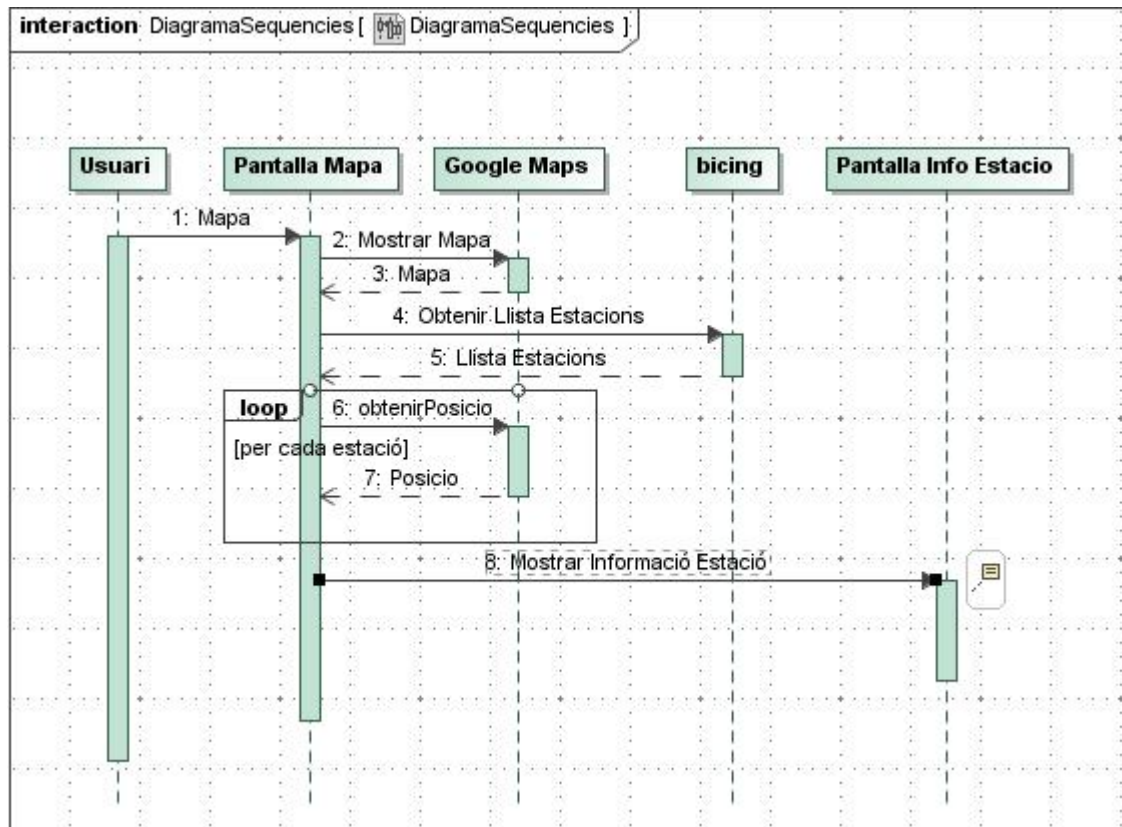 interaction DiagramaSequencies [ DiagramaSequencies ]
Usuari
Pantalla Mapa
Google Maps
bicing
Pantalla Info Estacio
1: Mapa
2: Mostrar Mapa
3: Mapa
4: Obtenir Llista Estacions
5: Llista Estacions
loop
6: obtenirPosicio
[per cada estació]
7: Posicio
8: Mostrar Informació Estació